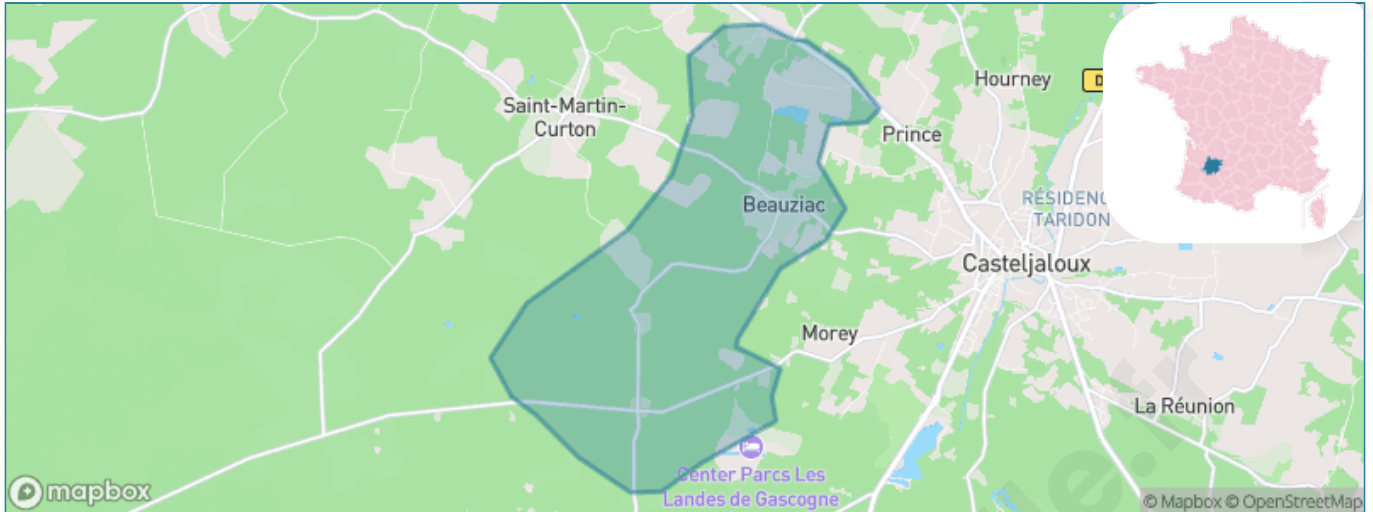 Hourney
D
Saint-Martin-
Curton
Prince
Beauziac
RÉSIDENC
TARIDON
Casteljaloux
Morey
La Réunion
Center Parcs Les
Landes de Gascogne
mapbox
© Mapbox © OpenStreetMap